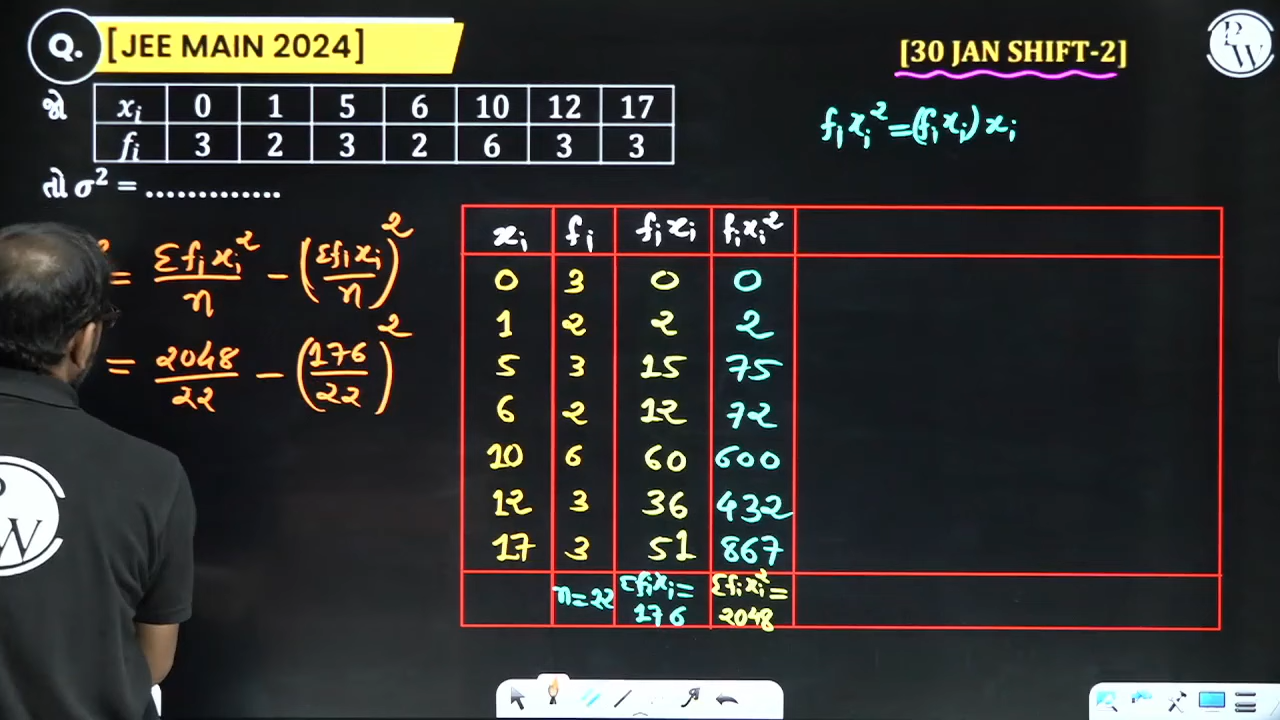 Q. [JEE MAIN 2024]
[30 JAN SHIFT-2]
PW
જો
xᵢ 0 1 5 6 10 12 17
fᵢ 3 2 3 2 6 3 3
તો σ² = .............
fᵢxᵢ² = (fᵢxᵢ)xᵢ
² = Σfᵢxᵢ²/n - (Σfᵢxᵢ/n)²
= 2048/22 - (176/22)²
xᵢ fᵢ fᵢxᵢ fᵢxᵢ²
0 3 0 0
1 2 2 2
5 3 15 75
6 2 12 72
10 6 60 600
12 3 36 432
17 3 51 867
n=22 Σfᵢxᵢ= 176 Σfᵢxᵢ²= 2048
W